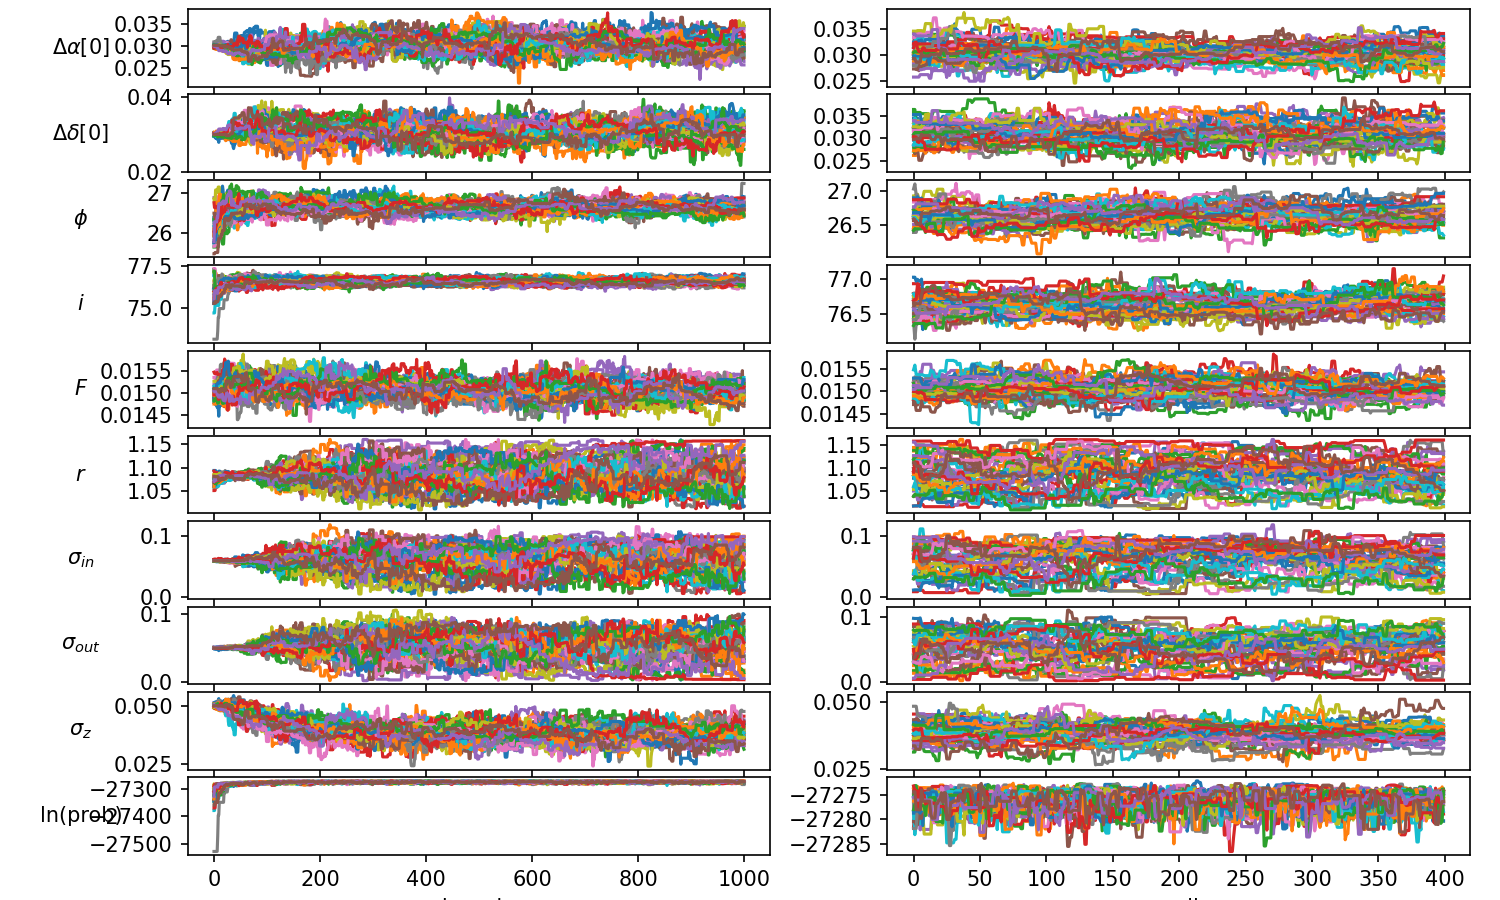 Δα[0] 0.035 0.030 0.025 0.035 0.030 0.025
Δδ[0] 0.04 0.02 0.035 0.030 0.025
ϕ 27 26 27.0 26.5
i 77.5 75.0 77.0 76.5
F 0.0155 0.0150 0.0145 0.0155 0.0150 0.0145
r 1.15 1.10 1.05 1.15 1.10 1.05
σ_in 0.1 0.0 0.1 0.0
σ_out 0.1 0.0 0.1 0.0
σ_z 0.050 0.025 0.050 0.025
ln(prob) −27300 −27400 −27500 −27275 −27280 −27285
0 200 400 600 800 1000 0 50 100 150 200 250 300 350 400